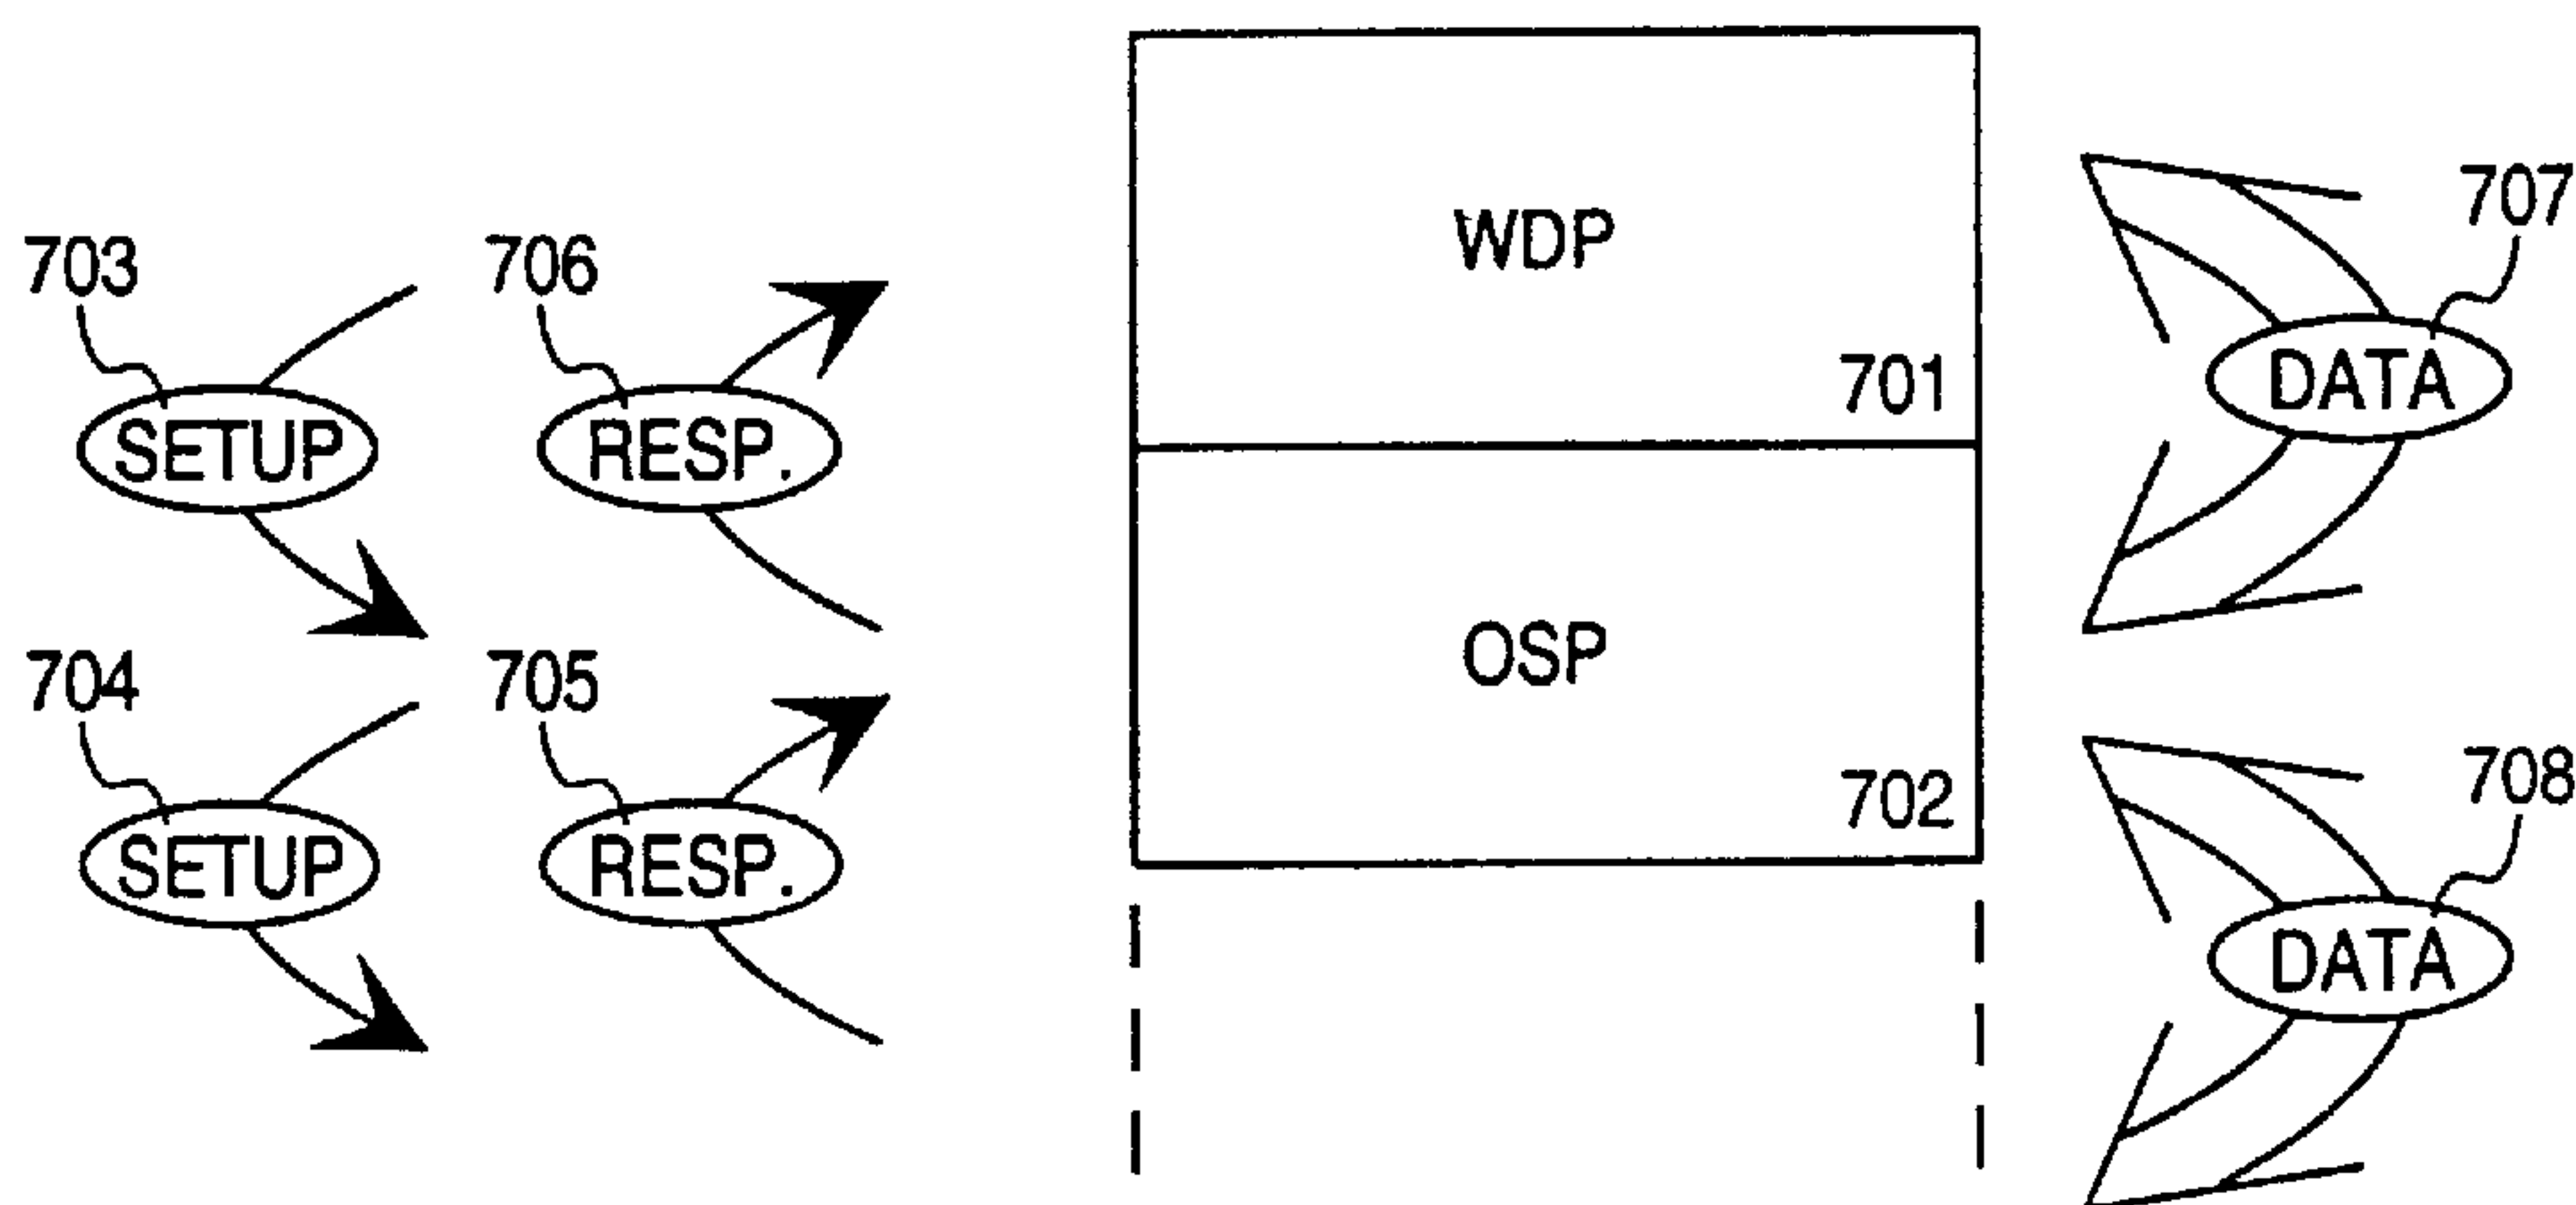 WDP
707
703
706
DATA
701
SETUP
RESP.
OSP
704
705
708
702
SETUP
RESP.
DATA